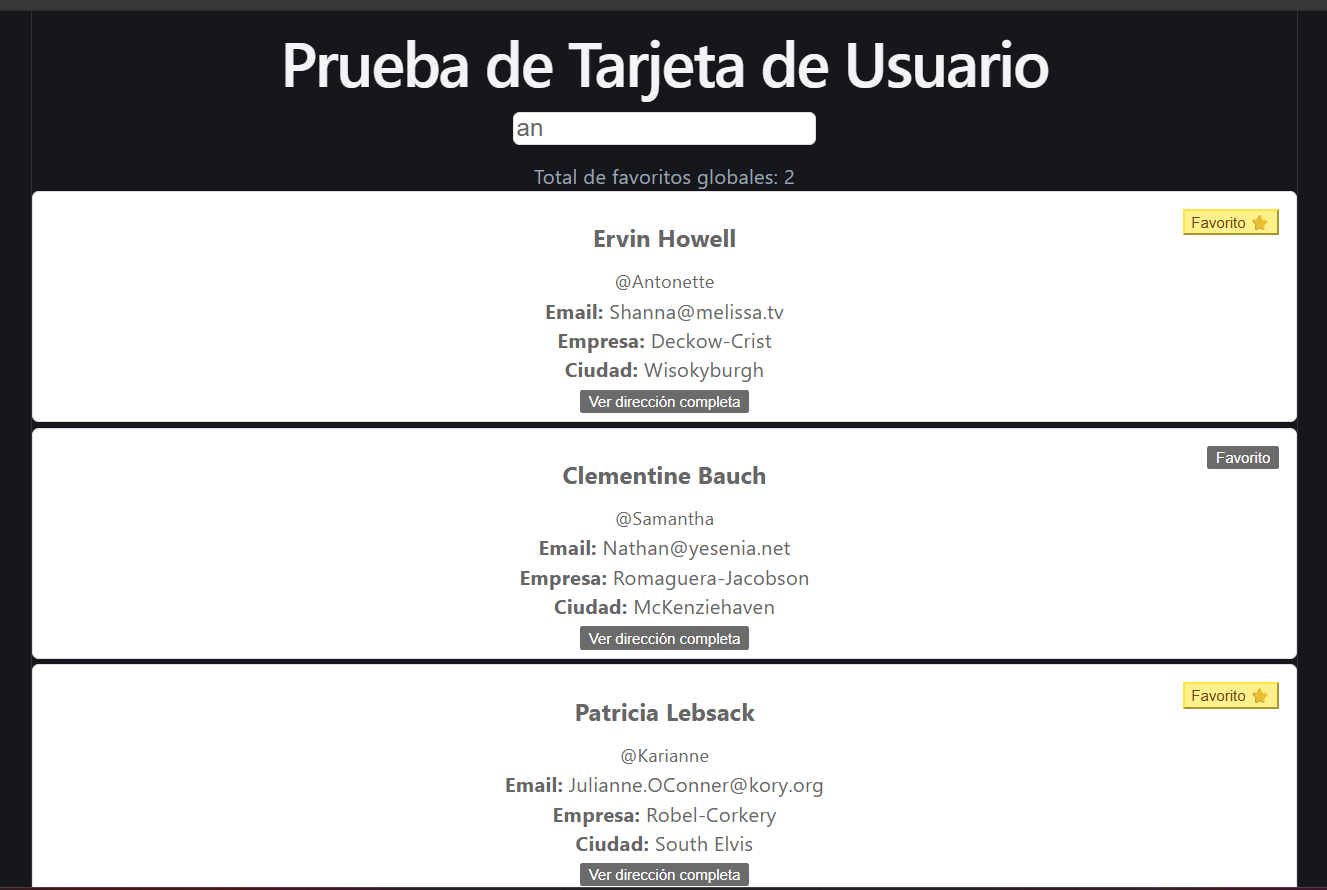 Prueba de Tarjeta de Usuario
an
Total de favoritos globales: 2
Favorito ⭐
Ervin Howell
@Antonette
Email: Shanna@melissa.tv
Empresa: Deckow-Crist
Ciudad: Wisokyburgh
Ver dirección completa
Favorito
Clementine Bauch
@Samantha
Email: Nathan@yesenia.net
Empresa: Romaguera-Jacobson
Ciudad: McKenziehaven
Ver dirección completa
Favorito ⭐
Patricia Lebsack
@Karianne
Email: Julianne.OConner@kory.org
Empresa: Robel-Corkery
Ciudad: South Elvis
Ver dirección completa